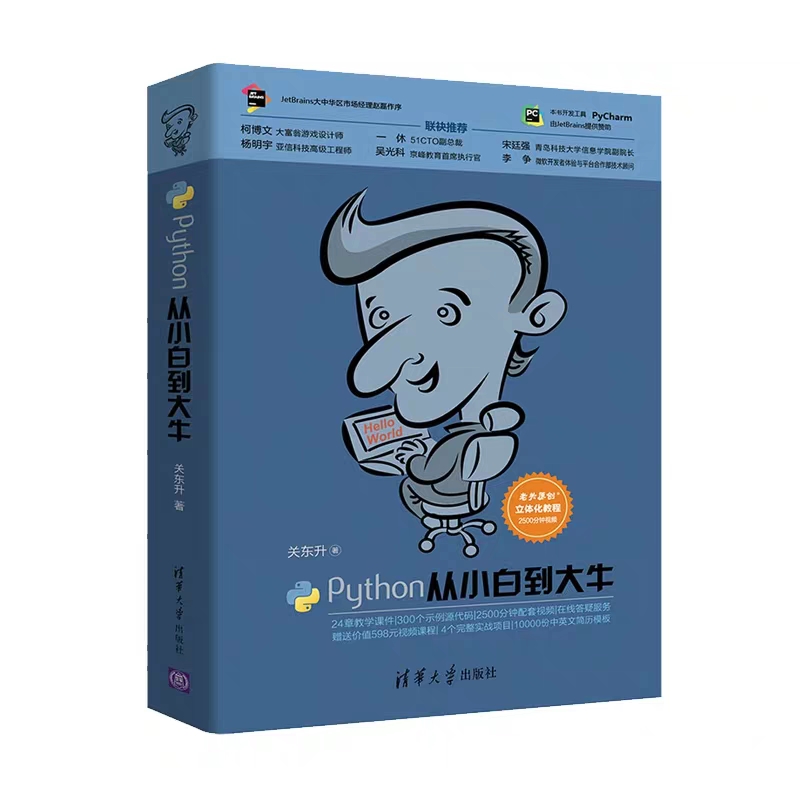 JET BRAINS
JetBrains大中华区市场经理赵磊作序
PC
本书开发工具 PyCharm
由JetBrains提供赞助
联袂推荐
柯博文 大富翁游戏设计师
一休 51CTO副总裁
宋廷强 青岛科技大学信息学院副院长
杨明宇 亚信科技高级工程师
吴光科 京峰教育首席执行官
李争 微软开发者体验与平台合作部技术顾问
Hello
World
老关原创
立体化教程
2500分钟视频
关东升 著
Python从小白到大牛
24章教学课件|300个示例源代码|2500分钟配套视频|在线答疑服务
赠送价值598元视频课程|4个完整实战项目|10000份中英文简历模板
清华大学出版社
Python从小白到大牛
关东升 著
清华大学出版社